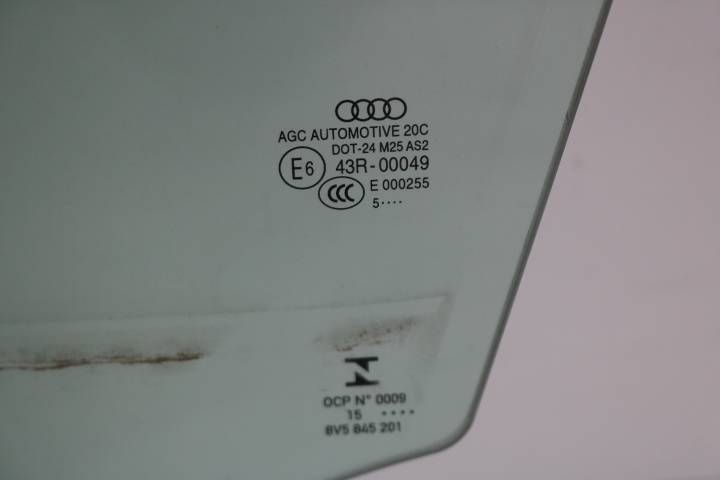 AGC AUTOMOTIVE 20C
DOT-24 M25 AS2
E6 43R-00049
CCC E 000255
5····
OCP N° 0009
15 ····
8V5 845 201